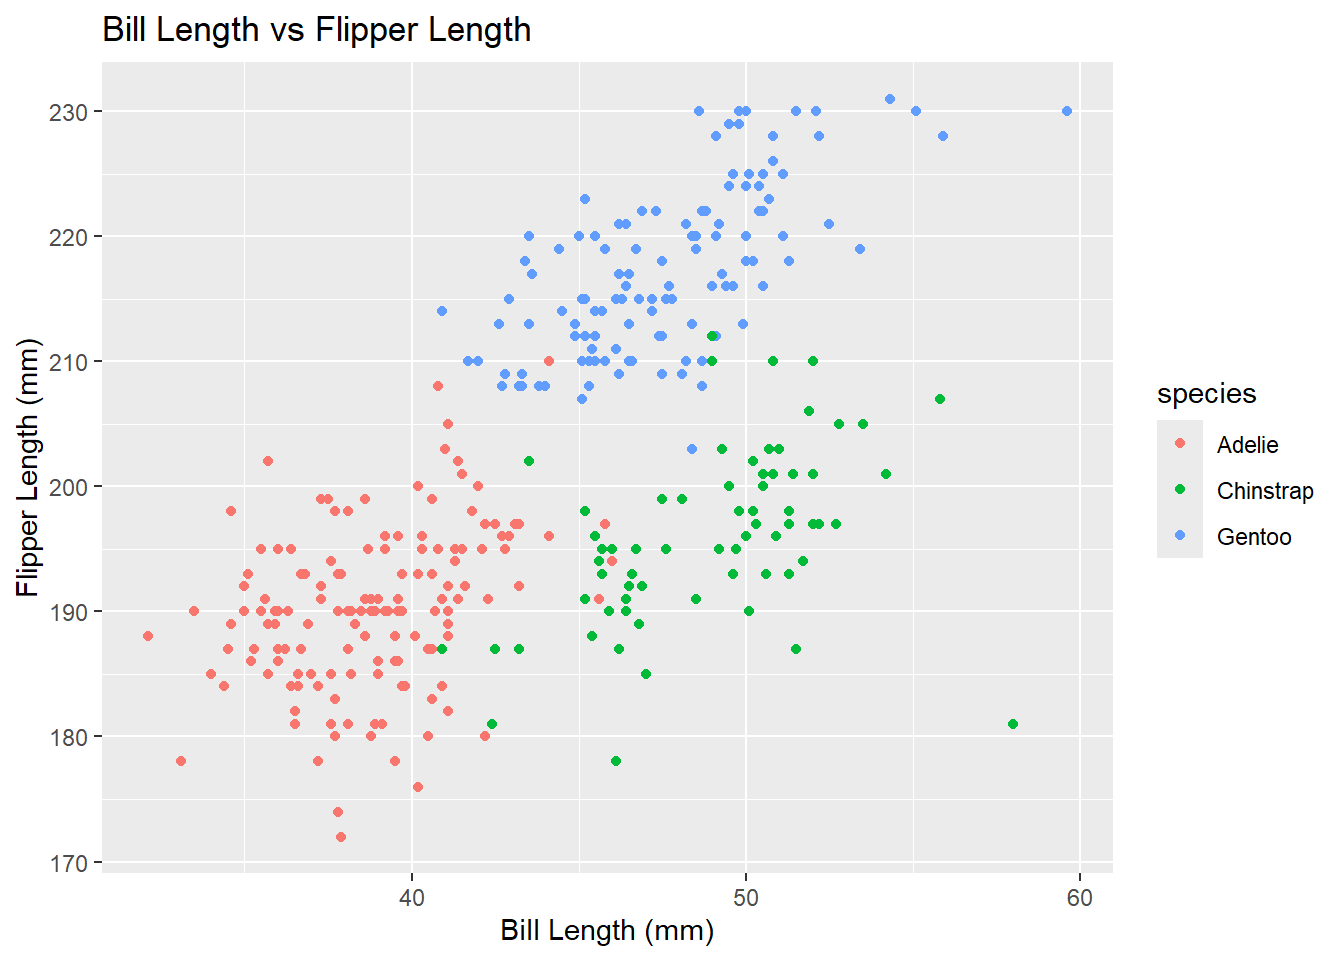 Bill Length vs Flipper Length
230
220
210
200
190
180
170
Flipper Length (mm)
40 50 60
Bill Length (mm)
species
Adelie
Chinstrap
Gentoo